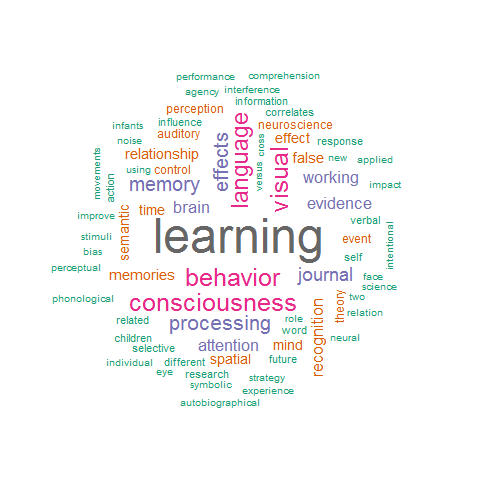 performance comprehension
agency interference
information
perception correlates
infants influence neuroscience
noise auditory effect response
language
effects
cross
versus
visual
relationship false new applied
movements
action
using control
memory working impact
improve time brain evidence
semantic
verbal
stimuli learning event
intentional
bias self
perceptual memories behavior journal face
science
phonological consciousness two
theory
recognition
relation
related processing role
word
children attention mind neural
selective
individual different spatial future
eye research strategy
symbolic experience
autobiographical